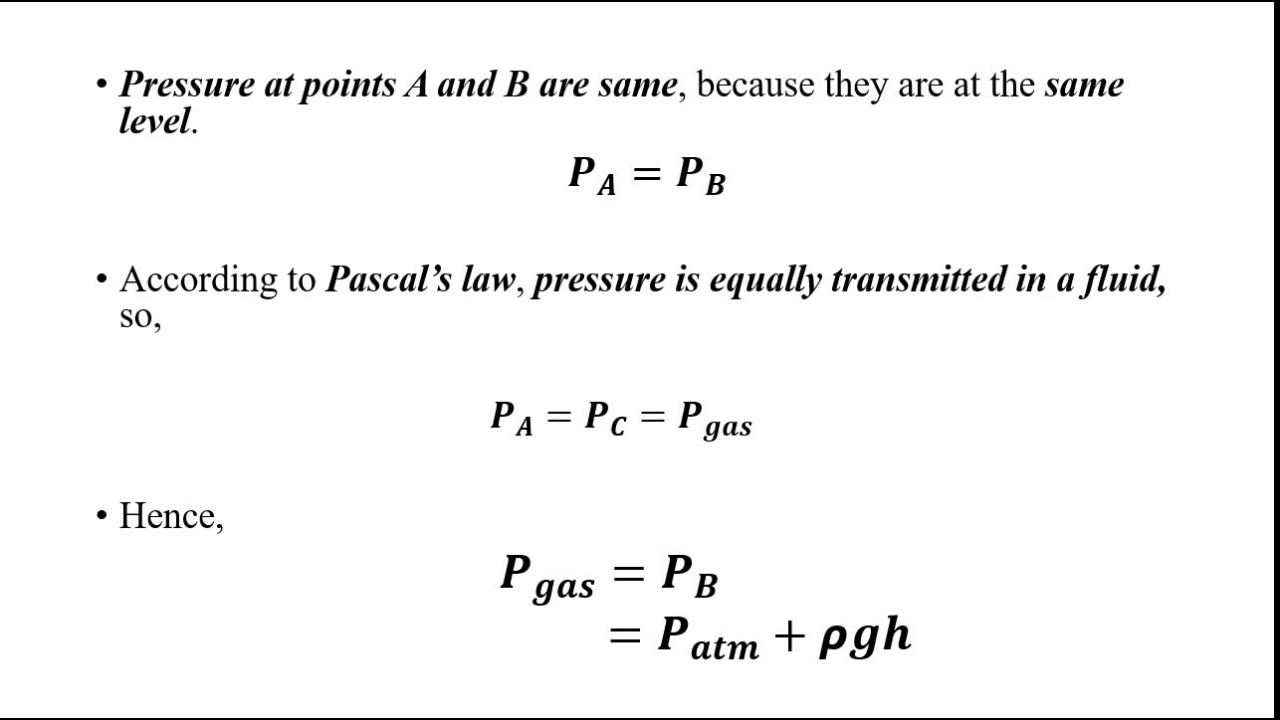 • Pressure at points A and B are same, because they are at the same
level.
P_A = P_B
• According to Pascal’s law, pressure is equally transmitted in a fluid,
so,
P_A = P_C = P_gas
• Hence,
P_gas = P_B
= P_atm + ρgh